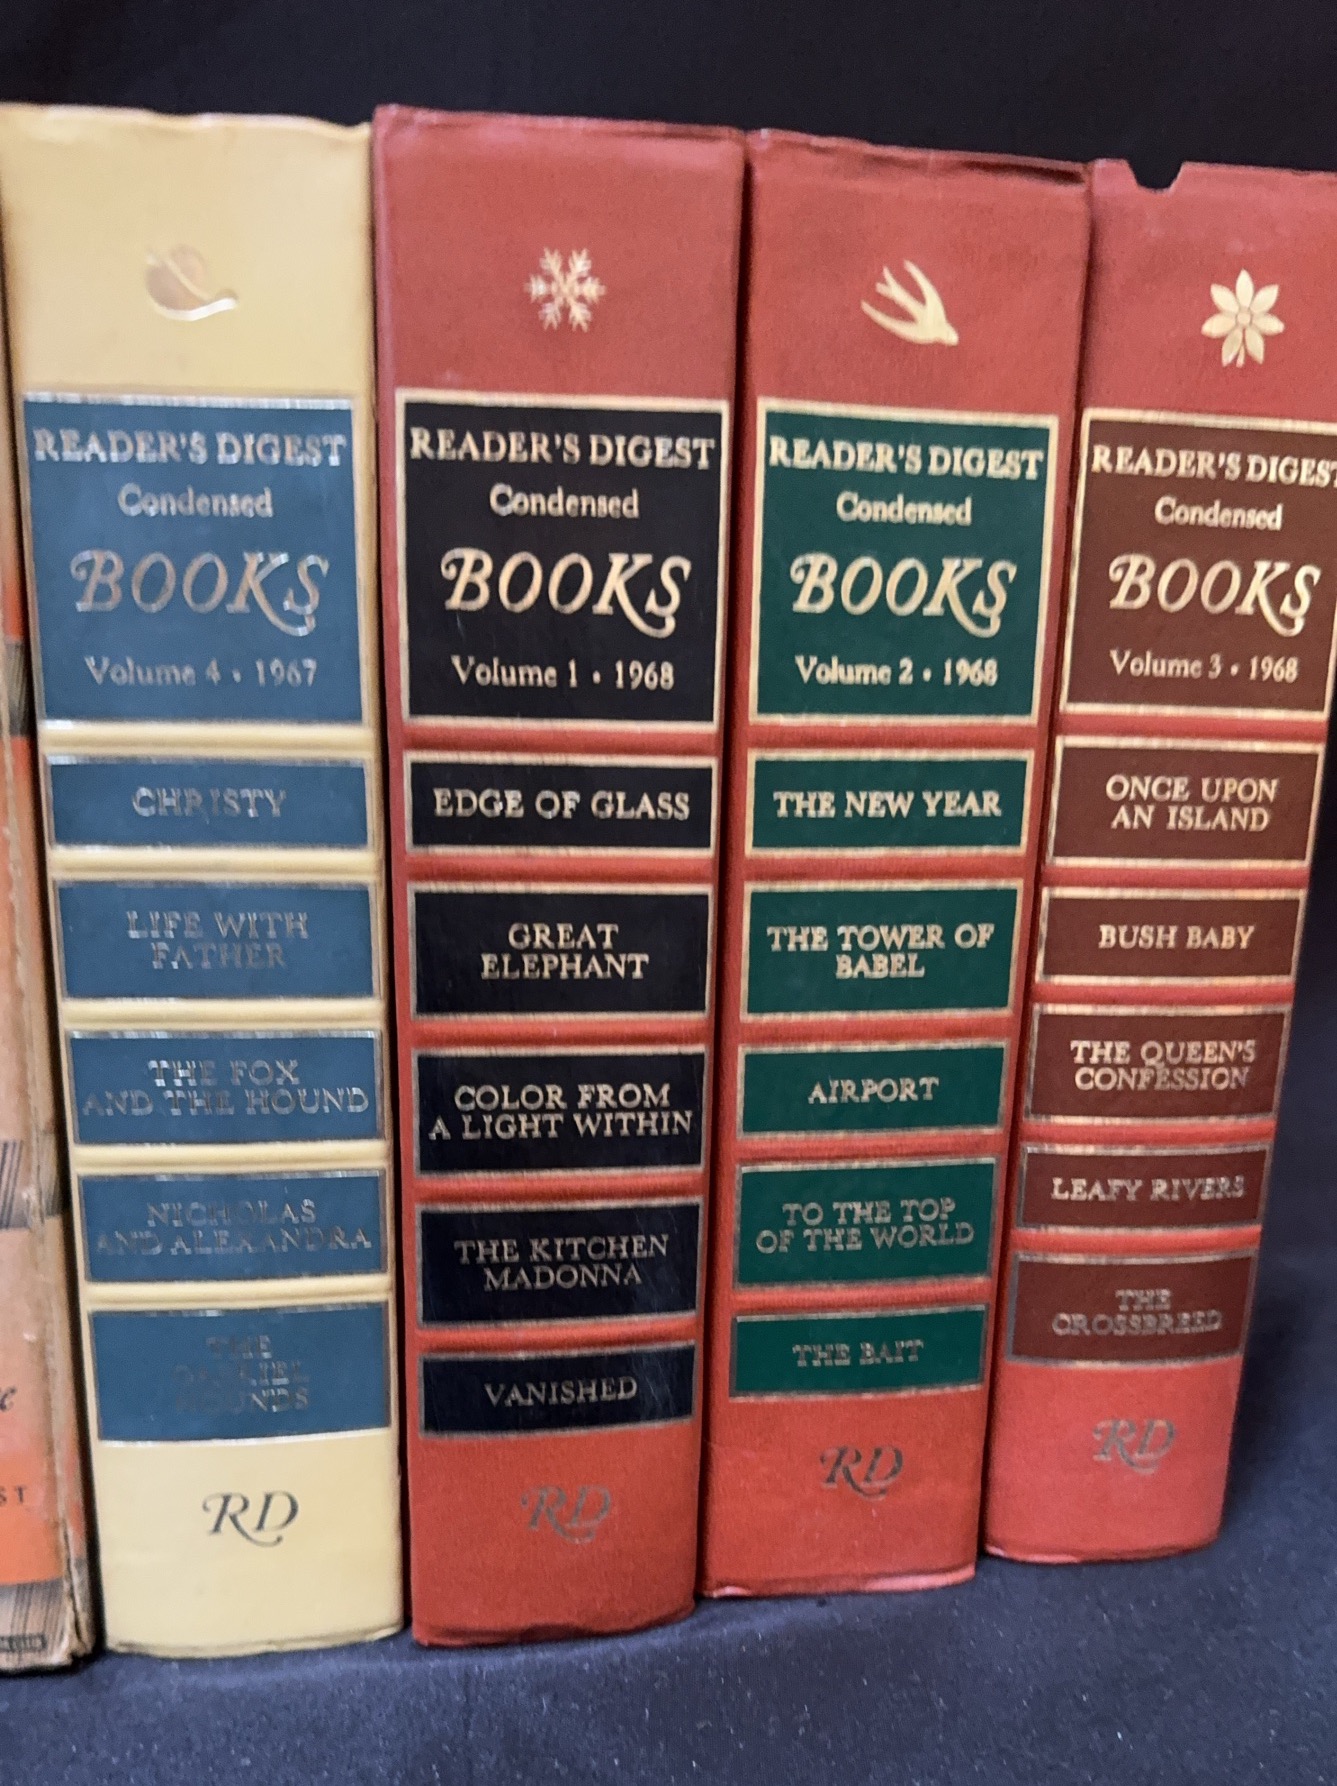 READER'S DIGEST
Condensed
BOOKS
Volume 4 • 1967
CHRISTY
LIFE WITH
FATHER
THE FOX
AND THE HOUND
NICHOLAS
AND ALEXANDRA
THE
RD
READER'S DIGEST
Condensed
BOOKS
Volume 1 • 1968
EDGE OF GLASS
GREAT
ELEPHANT
COLOR FROM
A LIGHT WITHIN
THE KITCHEN
MADONNA
VANISHED
RD
READER'S DIGEST
Condensed
BOOKS
Volume 2 • 1968
THE NEW YEAR
THE TOWER OF
BABEL
AIRPORT
TO THE TOP
OF THE WORLD
THE BAIT
RD
READER'S DIGEST
Condensed
BOOKS
Volume 3 • 1968
ONCE UPON
AN ISLAND
BUSH BABY
THE QUEEN'S
CONFESSION
LEAFY RIVERS
THE
CROSSBREED
RD